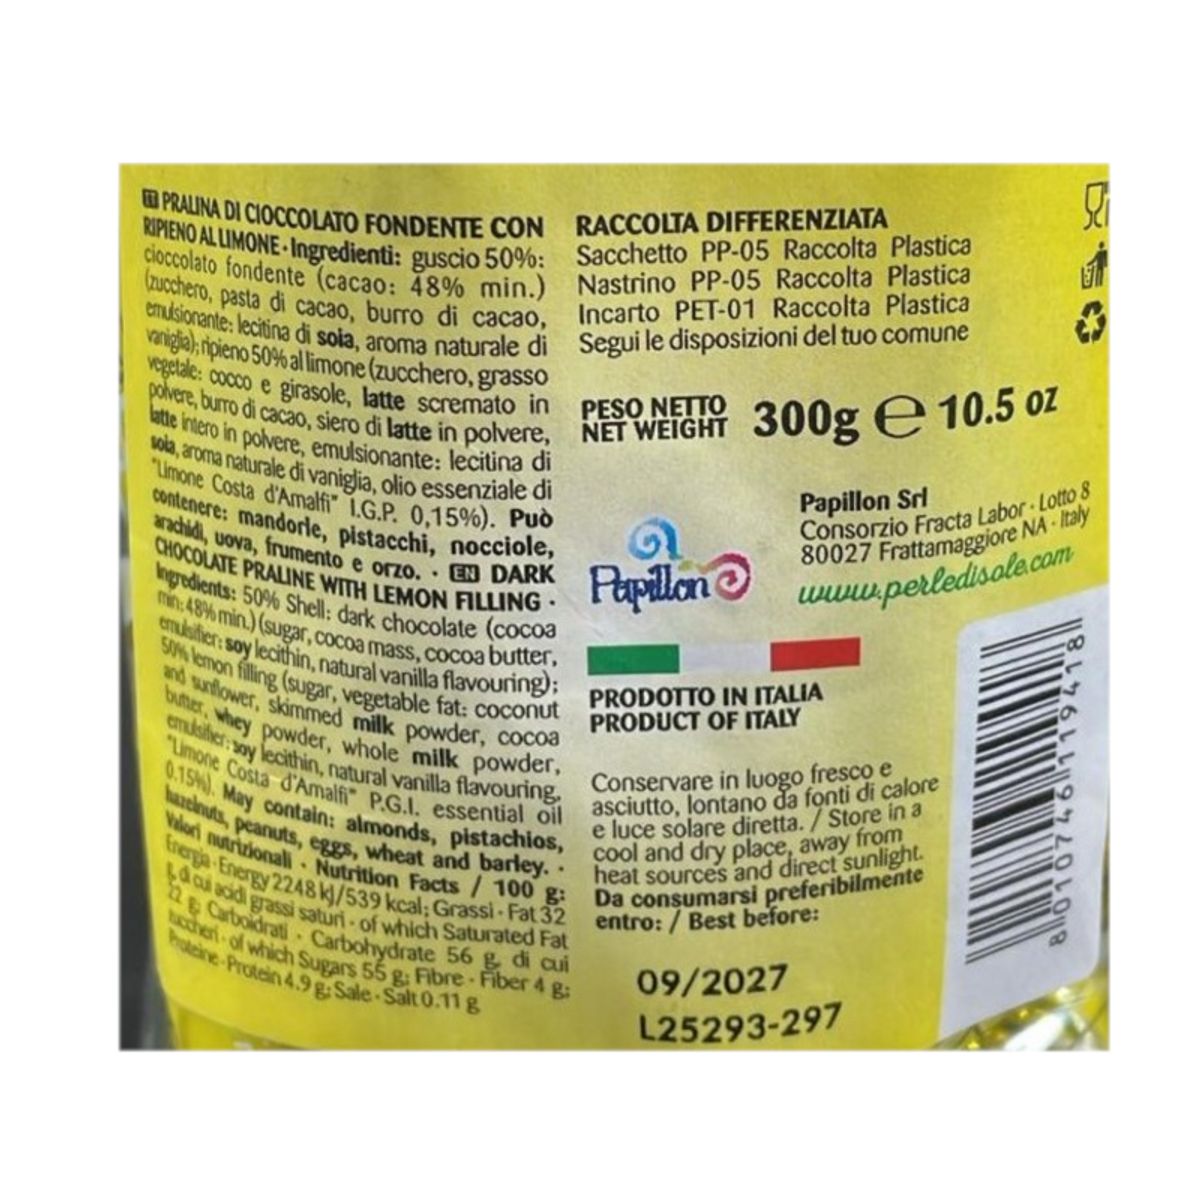 IT PRALINA DI CIOCCOLATO FONDENTE CON
RIPIENO AL LIMONE · Ingredienti: guscio 50%:
cioccolato fondente (cacao: 48% min.)
(zucchero, pasta di cacao, burro di cacao,
emulsionante: lecitina di soia, aroma naturale di
vaniglia); ripieno 50% al limone (zucchero, grasso
vegetale: cocco e girasole, latte scremato in
polvere, burro di cacao, siero di latte in polvere,
latte intero in polvere, emulsionante: lecitina di
soia, aroma naturale di vaniglia, olio essenziale di
"Limone Costa d'Amalfi" I.G.P. 0,15%). Può
contenere: mandorle, pistacchi, nocciole,
arachidi, uova, frumento e orzo. · EN DARK
CHOCOLATE PRALINE WITH LEMON FILLING ·
Ingredients: 50% Shell: dark chocolate (cocoa
min: 48% min.) (sugar, cocoa mass, cocoa butter,
emulsifier: soy lecithin, natural vanilla flavouring);
50% lemon filling (sugar, vegetable fat: coconut
and sunflower, skimmed milk powder, cocoa
butter, whey powder, whole milk powder,
emulsifier: soy lecithin, natural vanilla flavouring,
"Limone Costa d'Amalfi" P.G.I. essential oil
0.15%). May contain: almonds, pistachios,
hazelnuts, peanuts, eggs, wheat and barley. ·
Valori nutrizionali · Nutrition Facts / 100 g:
Energia · Energy 2248 kJ/539 kcal; Grassi · Fat 32
g, di cui acidi grassi saturi · of which Saturated Fat
22 g; Carboidrati · Carbohydrate 56 g, di cui
zuccheri · of which Sugars 55 g; Fibre · Fiber 4 g;
Proteine · Protein 4.9 g; Sale · Salt 0.11 g
RACCOLTA DIFFERENZIATA
Sacchetto PP-05 Raccolta Plastica
Nastrino PP-05 Raccolta Plastica
Incarto PET-01 Raccolta Plastica
Segui le disposizioni del tuo comune
PESO NETTO
NET WEIGHT 300g e 10.5 oz
Papillon Srl
Consorzio Fracta Labor · Lotto 8
80027 Frattamaggiore NA · Italy
www.perledisole.com
Papillon
PRODOTTO IN ITALIA
PRODUCT OF ITALY
Conservare in luogo fresco e
asciutto, lontano da fonti di calore
e luce solare diretta. / Store in a
cool and dry place, away from
heat sources and direct sunlight.
Da consumarsi preferibilmente
entro: / Best before:
09/2027
L25293-297
8 010746 119418